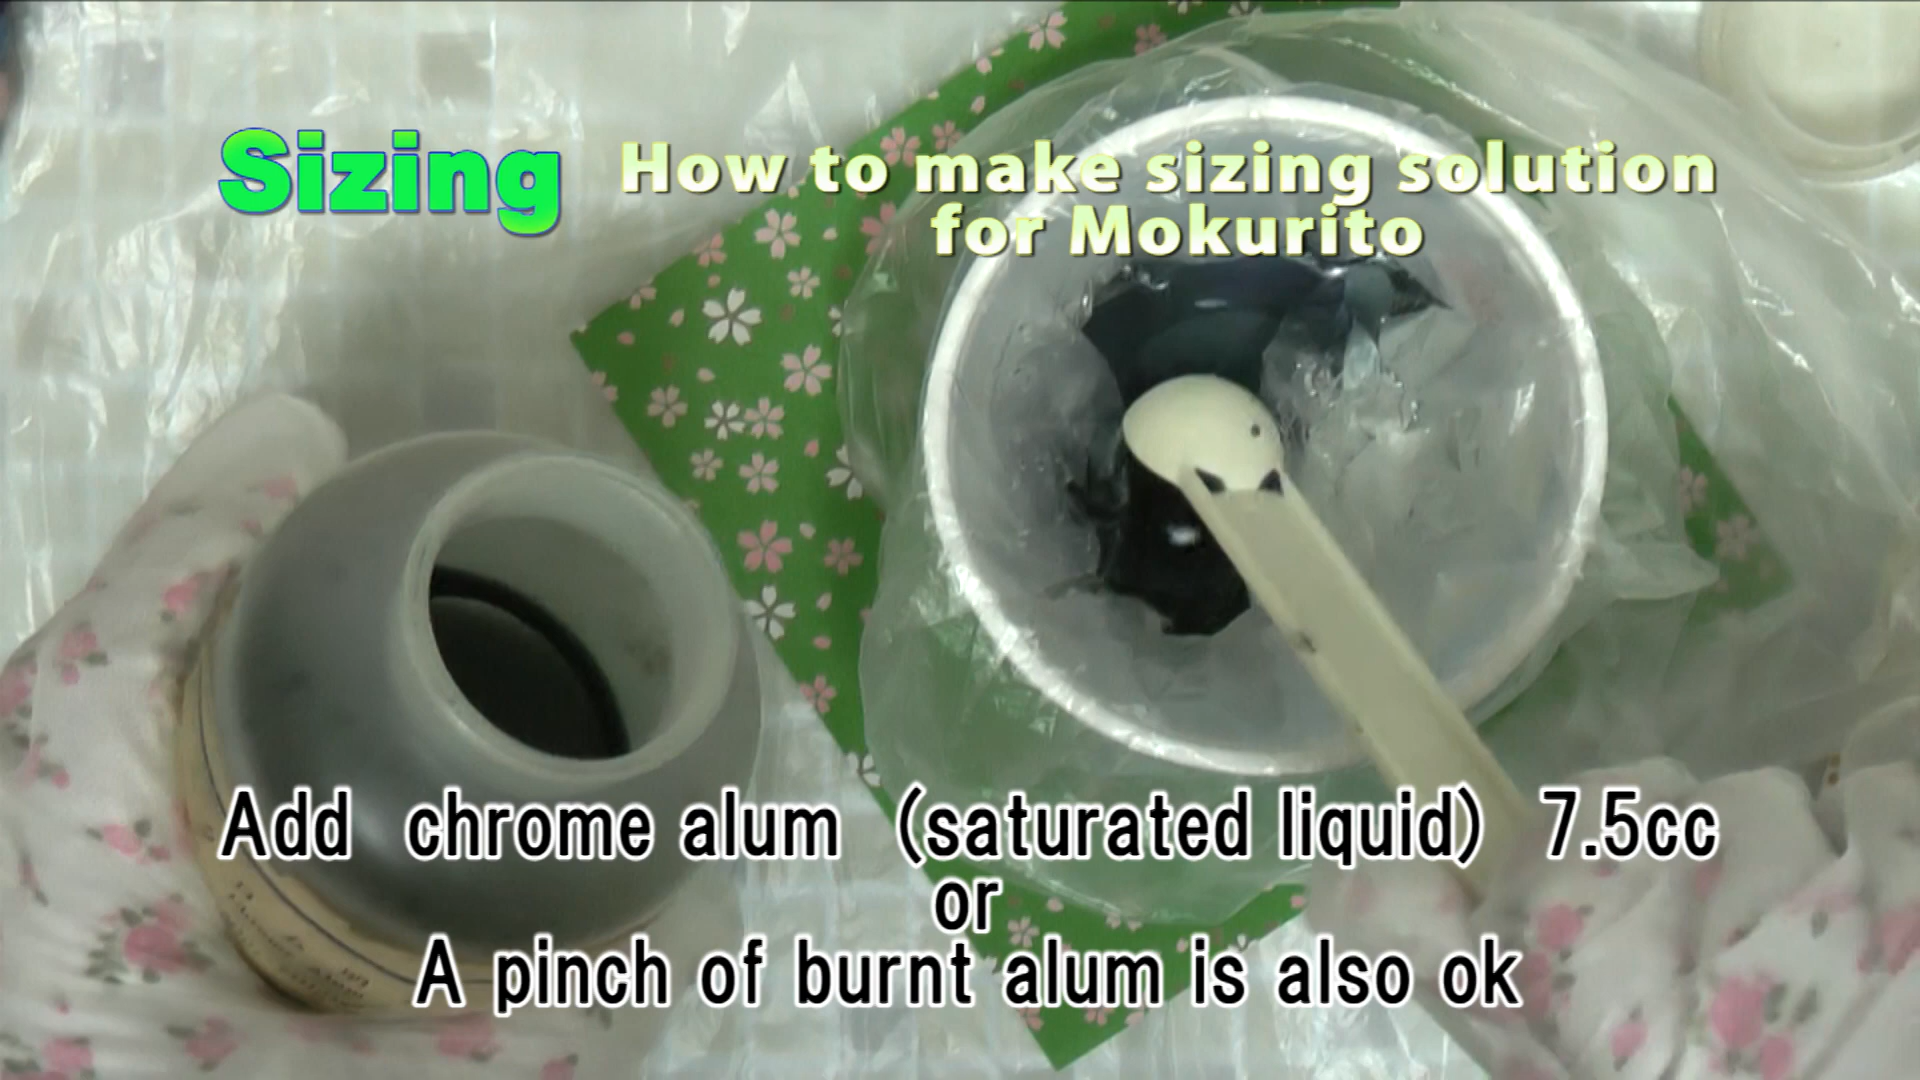 Sizing
How to make sizing solution
for Mokurito
Add chrome alum (saturated liquid) 7.5cc
or
A pinch of burnt alum is also ok